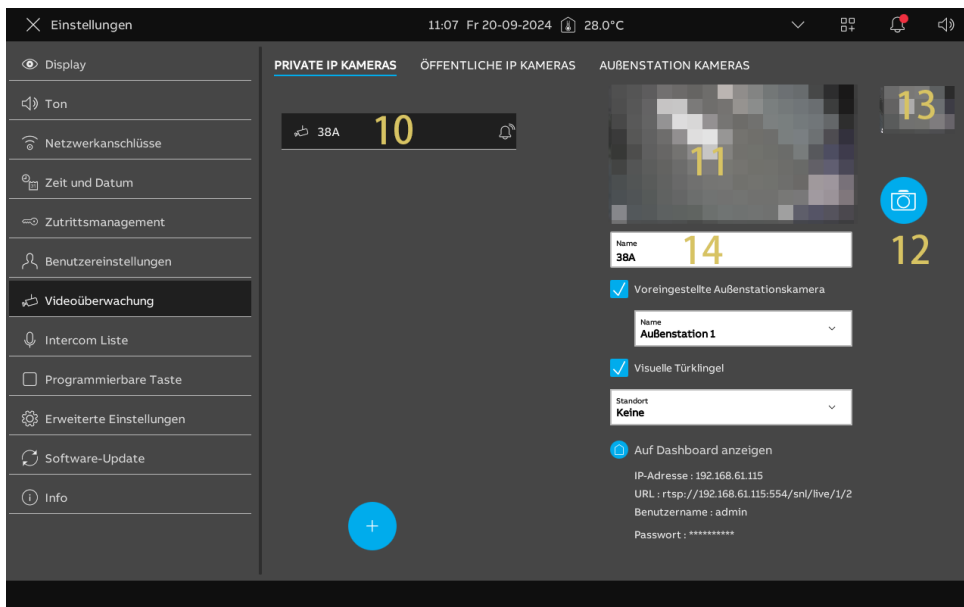 Einstellungen
11:07 Fr 20-09-2024 28.0°C
Display
Ton
Netzwerkanschlüsse
Zeit und Datum
Zutrittsmanagement
Benutzereinstellungen
Videoüberwachung
Intercom Liste
Programmierbare Taste
Erweiterte Einstellungen
Software-Update
Info
PRIVATE IP KAMERAS ÖFFENTLICHE IP KAMERAS AUßENSTATION KAMERAS
38A 10
11
13
12
Name
38A 14
Voreingestellte Außenstationskamera
Name
Außenstation 1
Visuelle Türklingel
Standort
Keine
Auf Dashboard anzeigen
IP-Adresse : 192.168.61.115
URL : rtsp://192.168.61.115:554/snl/live/1/2
Benutzername : admin
Passwort : **********
+